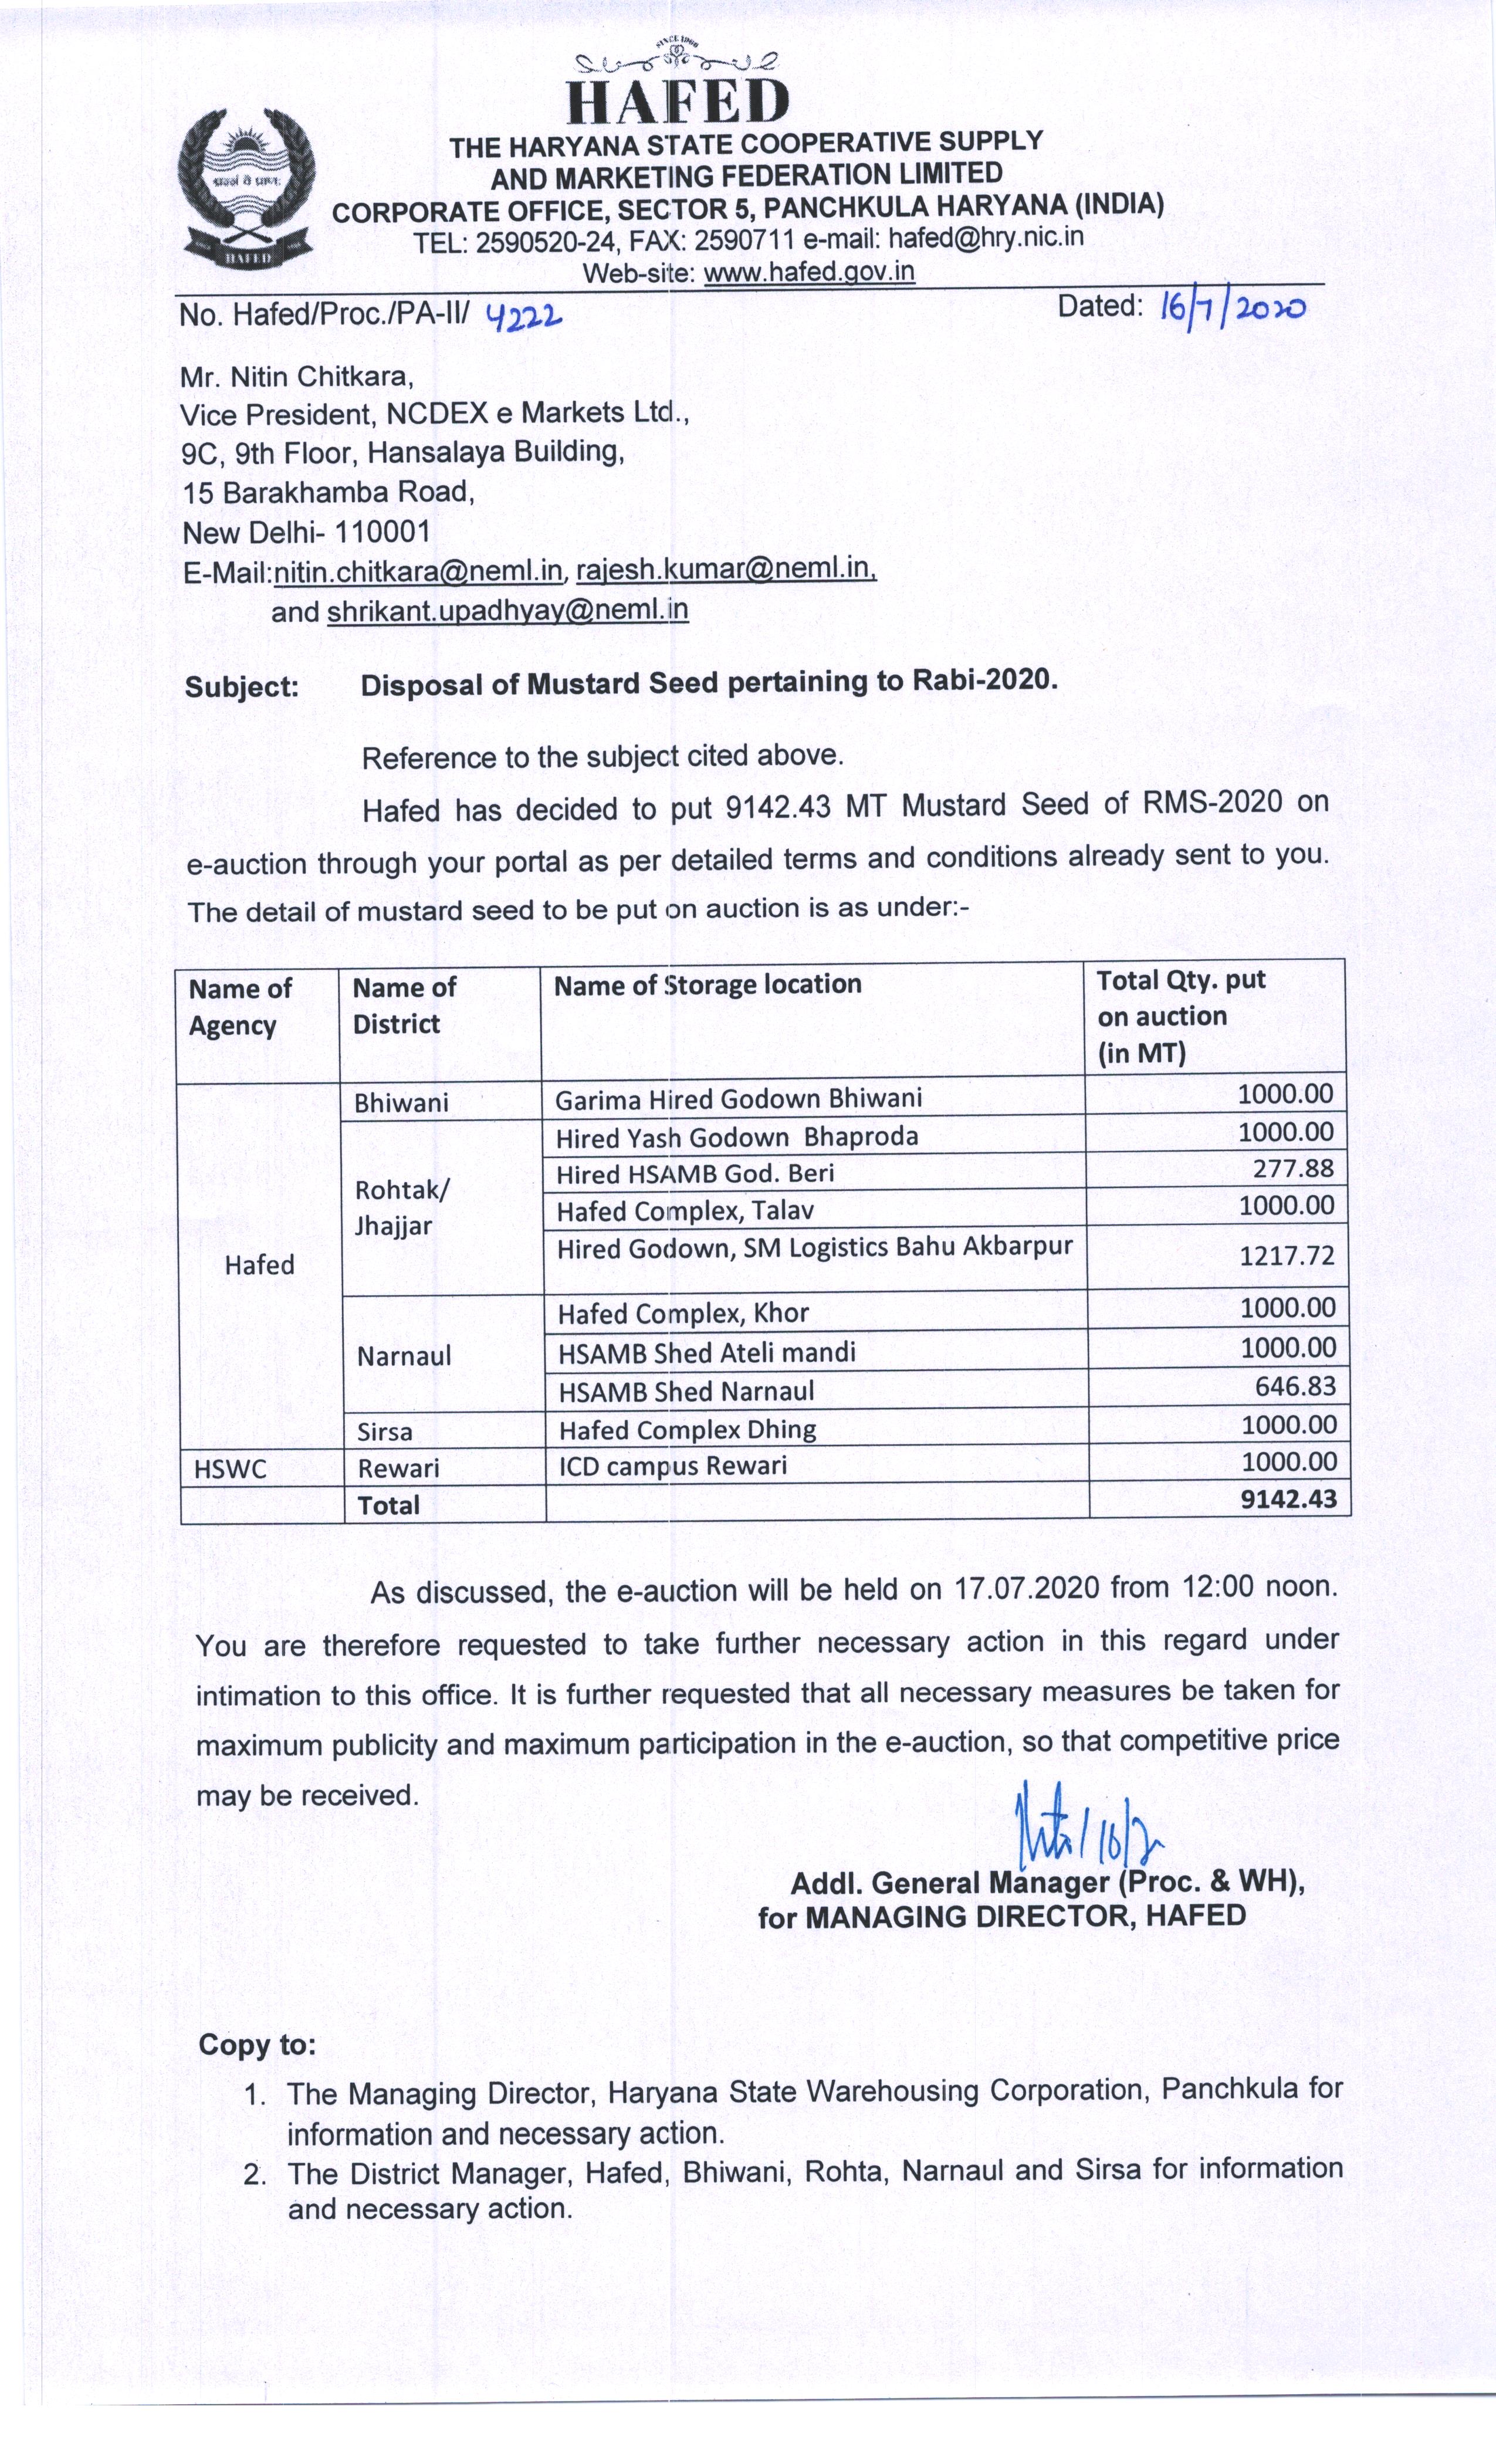 SINCE 1966
HAFED
THE HARYANA STATE COOPERATIVE SUPPLY
AND MARKETING FEDERATION LIMITED
CORPORATE OFFICE, SECTOR 5, PANCHKULA HARYANA (INDIA)
TEL: 2590520-24, FAX: 2590711 e-mail: hafed@hry.nic.in
Web-site: www.hafed.gov.in
HAFED
No. Hafed/Proc./PA-II/ 4222 Dated: 16/7/2020
Mr. Nitin Chitkara,
Vice President, NCDEX e Markets Ltd.,
9C, 9th Floor, Hansalaya Building,
15 Barakhamba Road,
New Delhi- 110001
E-Mail:nitin.chitkara@neml.in, rajesh.kumar@neml.in,
and shrikant.upadhyay@neml.in
Subject: Disposal of Mustard Seed pertaining to Rabi-2020.
Reference to the subject cited above.
Hafed has decided to put 9142.43 MT Mustard Seed of RMS-2020 on
e-auction through your portal as per detailed terms and conditions already sent to you.
The detail of mustard seed to be put on auction is as under:-
Name of Agency Name of District Name of Storage location Total Qty. put on auction (in MT)
Hafed Bhiwani Garima Hired Godown Bhiwani 1000.00
Rohtak/ Jhajjar Hired Yash Godown Bhaproda 1000.00
Hired HSAMB God. Beri 277.88
Hafed Complex, Talav 1000.00
Hired Godown, SM Logistics Bahu Akbarpur 1217.72
Narnaul Hafed Complex, Khor 1000.00
HSAMB Shed Ateli mandi 1000.00
HSAMB Shed Narnaul 646.83
Sirsa Hafed Complex Dhing 1000.00
HSWC Rewari ICD campus Rewari 1000.00
Total 9142.43
As discussed, the e-auction will be held on 17.07.2020 from 12:00 noon.
You are therefore requested to take further necessary action in this regard under
intimation to this office. It is further requested that all necessary measures be taken for
maximum publicity and maximum participation in the e-auction, so that competitive price
may be received.
Addl. General Manager (Proc. & WH),
for MANAGING DIRECTOR, HAFED
Copy to:
1. The Managing Director, Haryana State Warehousing Corporation, Panchkula for
information and necessary action.
2. The District Manager, Hafed, Bhiwani, Rohta, Narnaul and Sirsa for information
and necessary action.